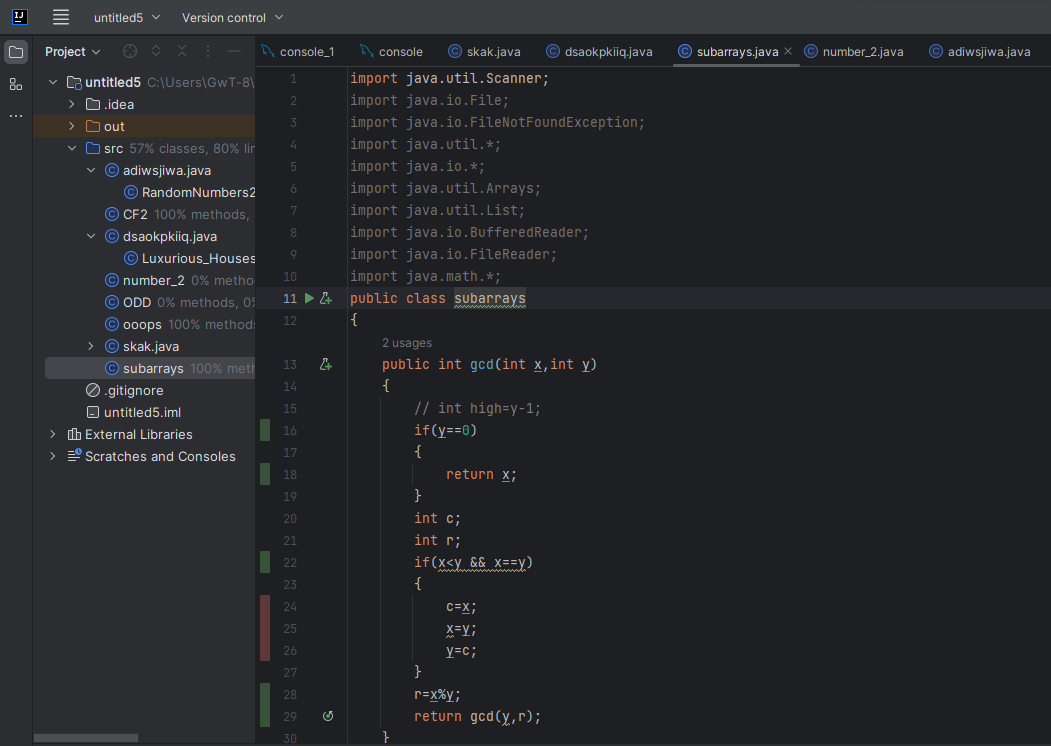 IJ untitled5 Version control
Project
console_1 console skak.java dsaokpkiiq.java subarrays.java number_2.java adiwsjiwa.java
untitled5 C:\Users\GwT-8\
.idea
out
src 57% classes, 80% lin
adiwsjiwa.java
RandomNumbers2
CF2 100% methods,
dsaokpkiiq.java
Luxurious_Houses
number_2 0% metho
ODD 0% methods, 0%
ooops 100% methods
skak.java
subarrays 100% meth
.gitignore
untitled5.iml
External Libraries
Scratches and Consoles
1 import java.util.Scanner;
2 import java.io.File;
3 import java.io.FileNotFoundException;
4 import java.util.*;
5 import java.io.*;
6 import java.util.Arrays;
7 import java.util.List;
8 import java.io.BufferedReader;
9 import java.io.FileReader;
10 import java.math.*;
11 public class subarrays
12 {
2 usages
13 public int gcd(int x,int y)
14 {
15 // int high=y-1;
16 if(y==0)
17 {
18 return x;
19 }
20 int c;
21 int r;
22 if(x<y && x==y)
23 {
24 c=x;
25 x=y;
26 y=c;
27 }
28 r=x%y;
29 return gcd(y,r);
30 }